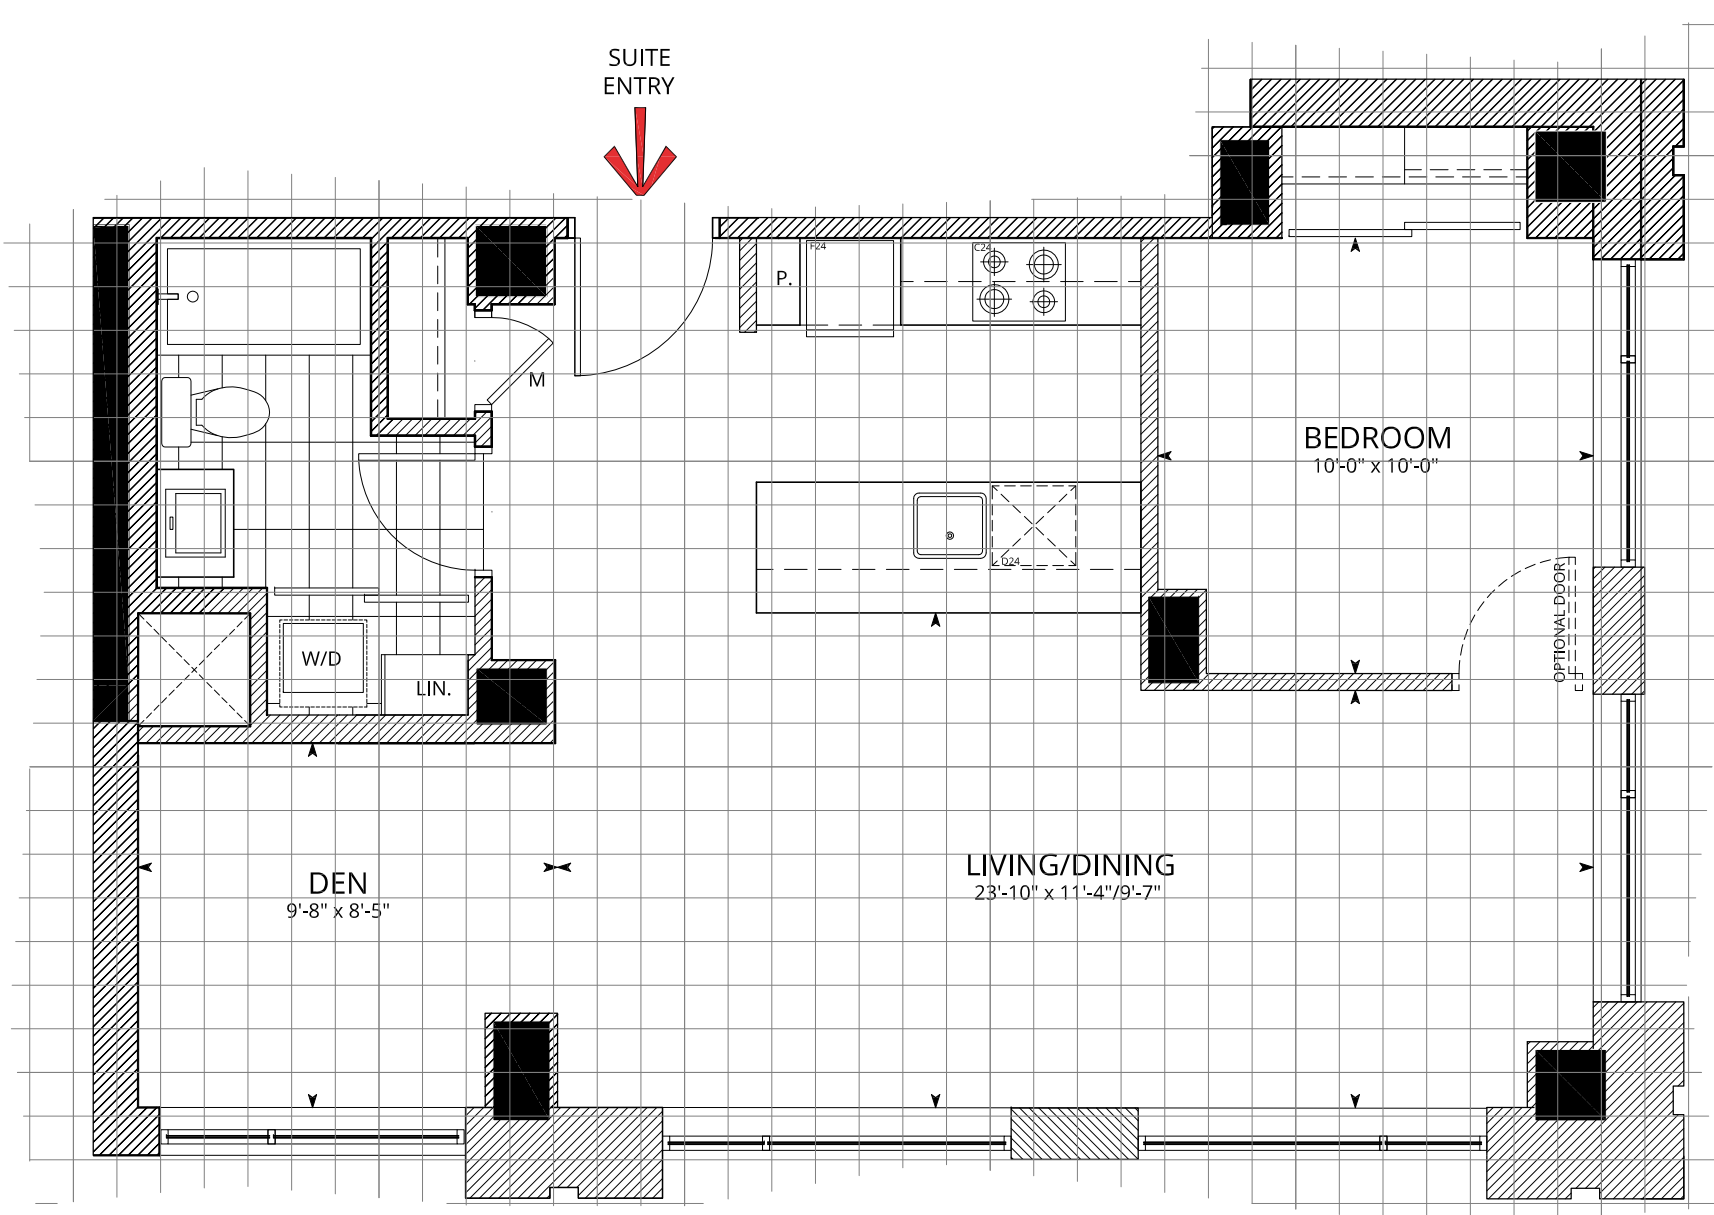 SUITE
ENTRY
F24
C24
P.
M
BEDROOM
10'-0" x 10'-0"
D24
OPTIONAL DOOR
W/D
LIN.
DEN
9'-8" x 8'-5"
LIVING/DINING
23'-10" x 11'-4"/9'-7"